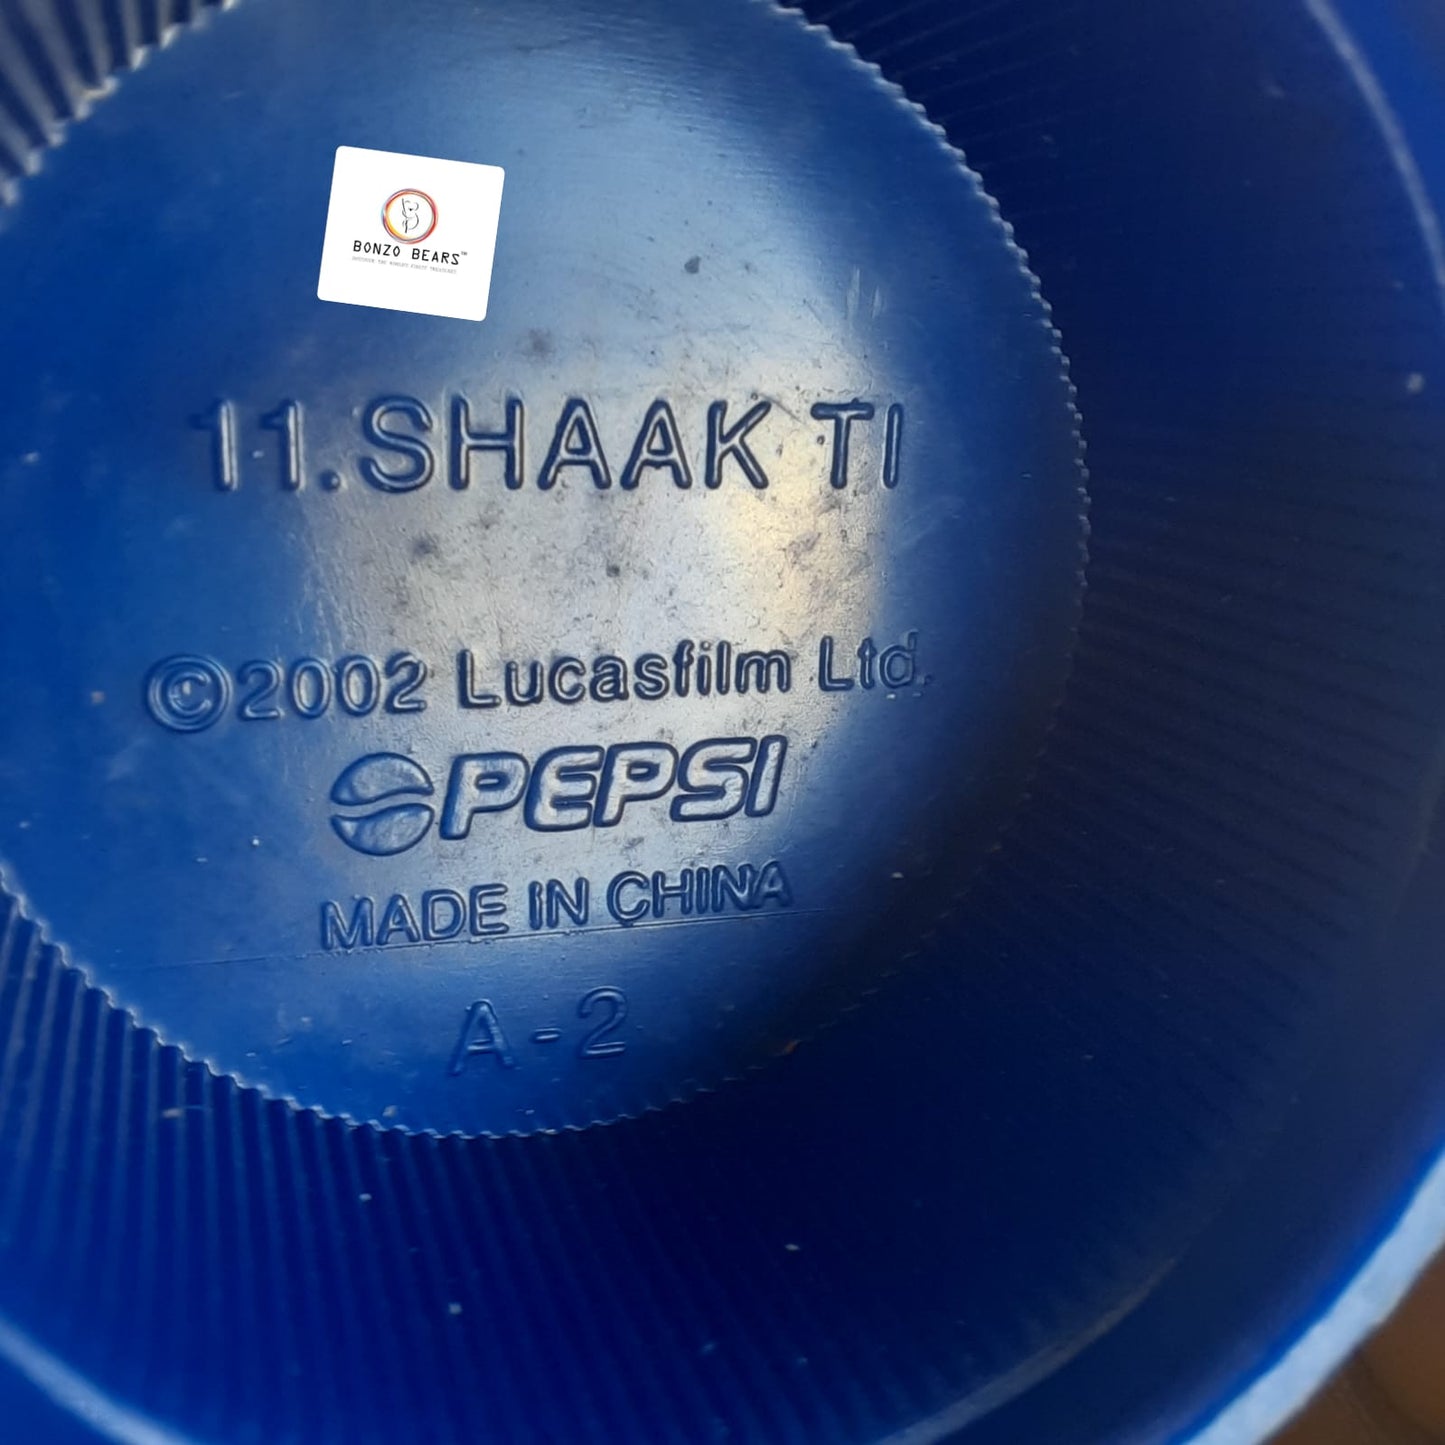 BONZO BEARS™
11.SHAAK TI
©2002 Lucasfilm Ltd.
PEPSI
MADE IN CHINA
A-2